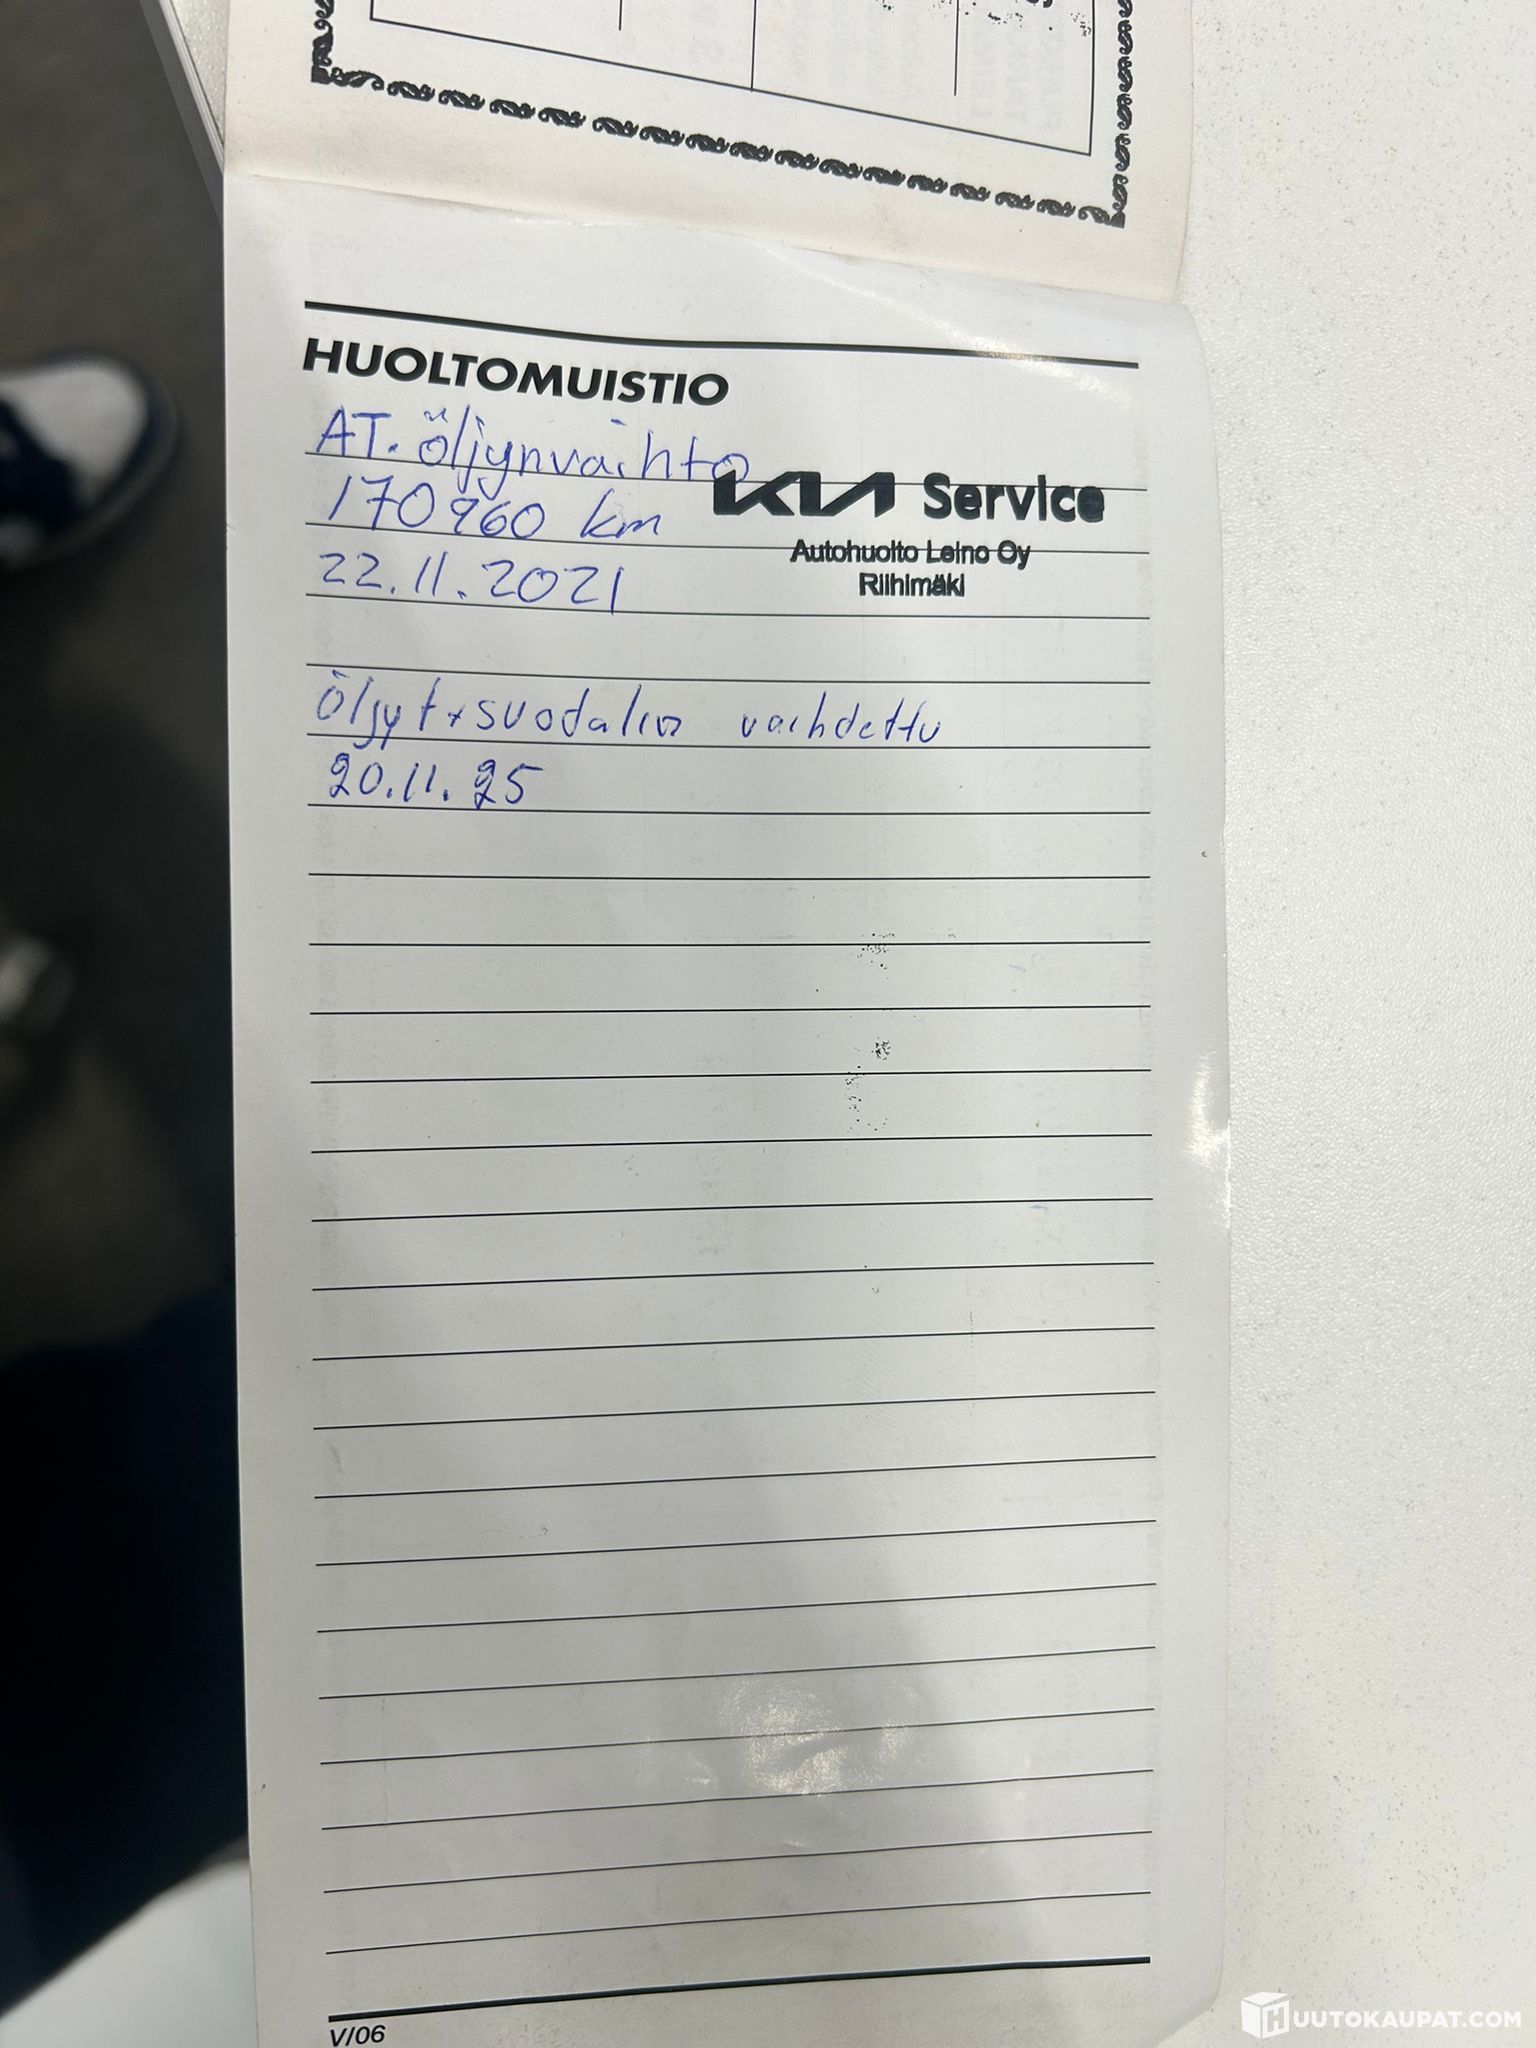 HUOLTOMUISTIO
AT. öljynvaihto
170960 km
22.11.2021
KIA Service
Autohuolto Leino Oy
Riihimäki
Öljyt+suodatin vaihdettu
20.11.25
V/06
HUUTOKAUPAT.COM